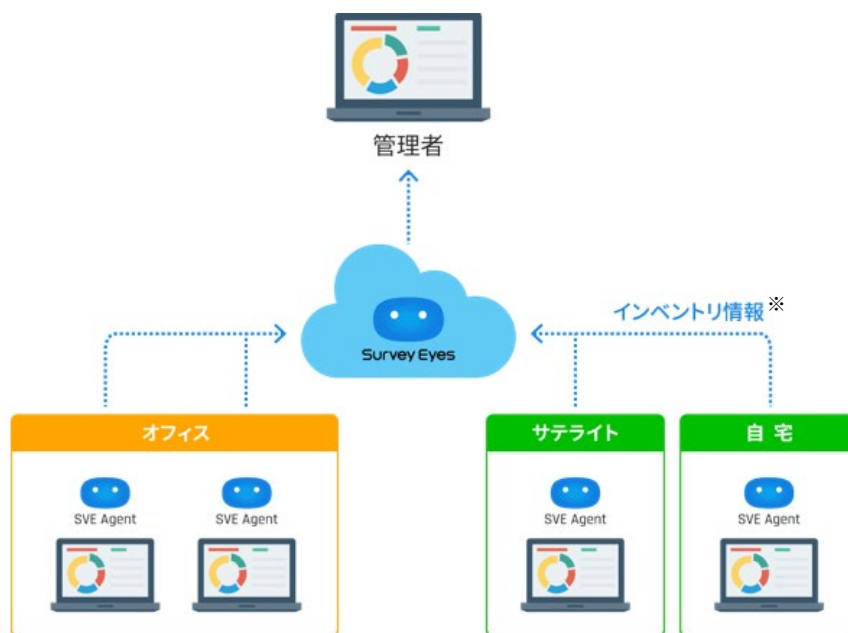 管理者
インベントリ情報※
Survey Eyes
オフィス
サテライト
自 宅
SVE Agent
SVE Agent
SVE Agent
SVE Agent